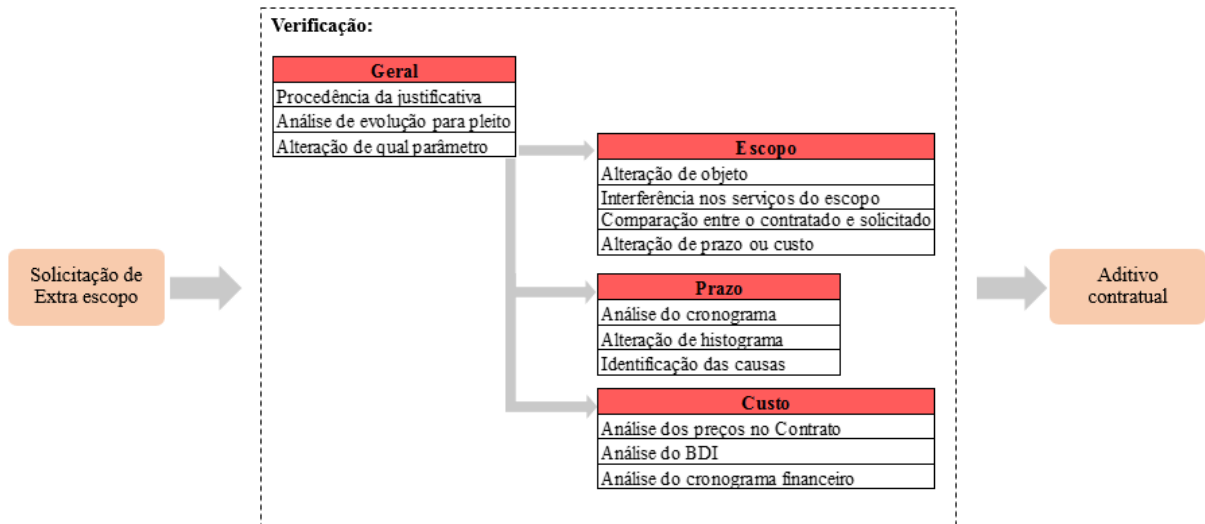 Verificação:
Geral
Procedência da justificativa
Análise de evolução para pleito
Alteração de qual parâmetro
Escopo
Alteração de objeto
Interferência nos serviços do escopo
Comparação entre o contratado e solicitado
Alteração de prazo ou custo
Solicitação de
Extra escopo
Prazo
Análise do cronograma
Alteração de histograma
Identificação das causas
Custo
Análise dos preços no Contrato
Análise do BDI
Análise do cronograma financeiro
Aditivo
contratual